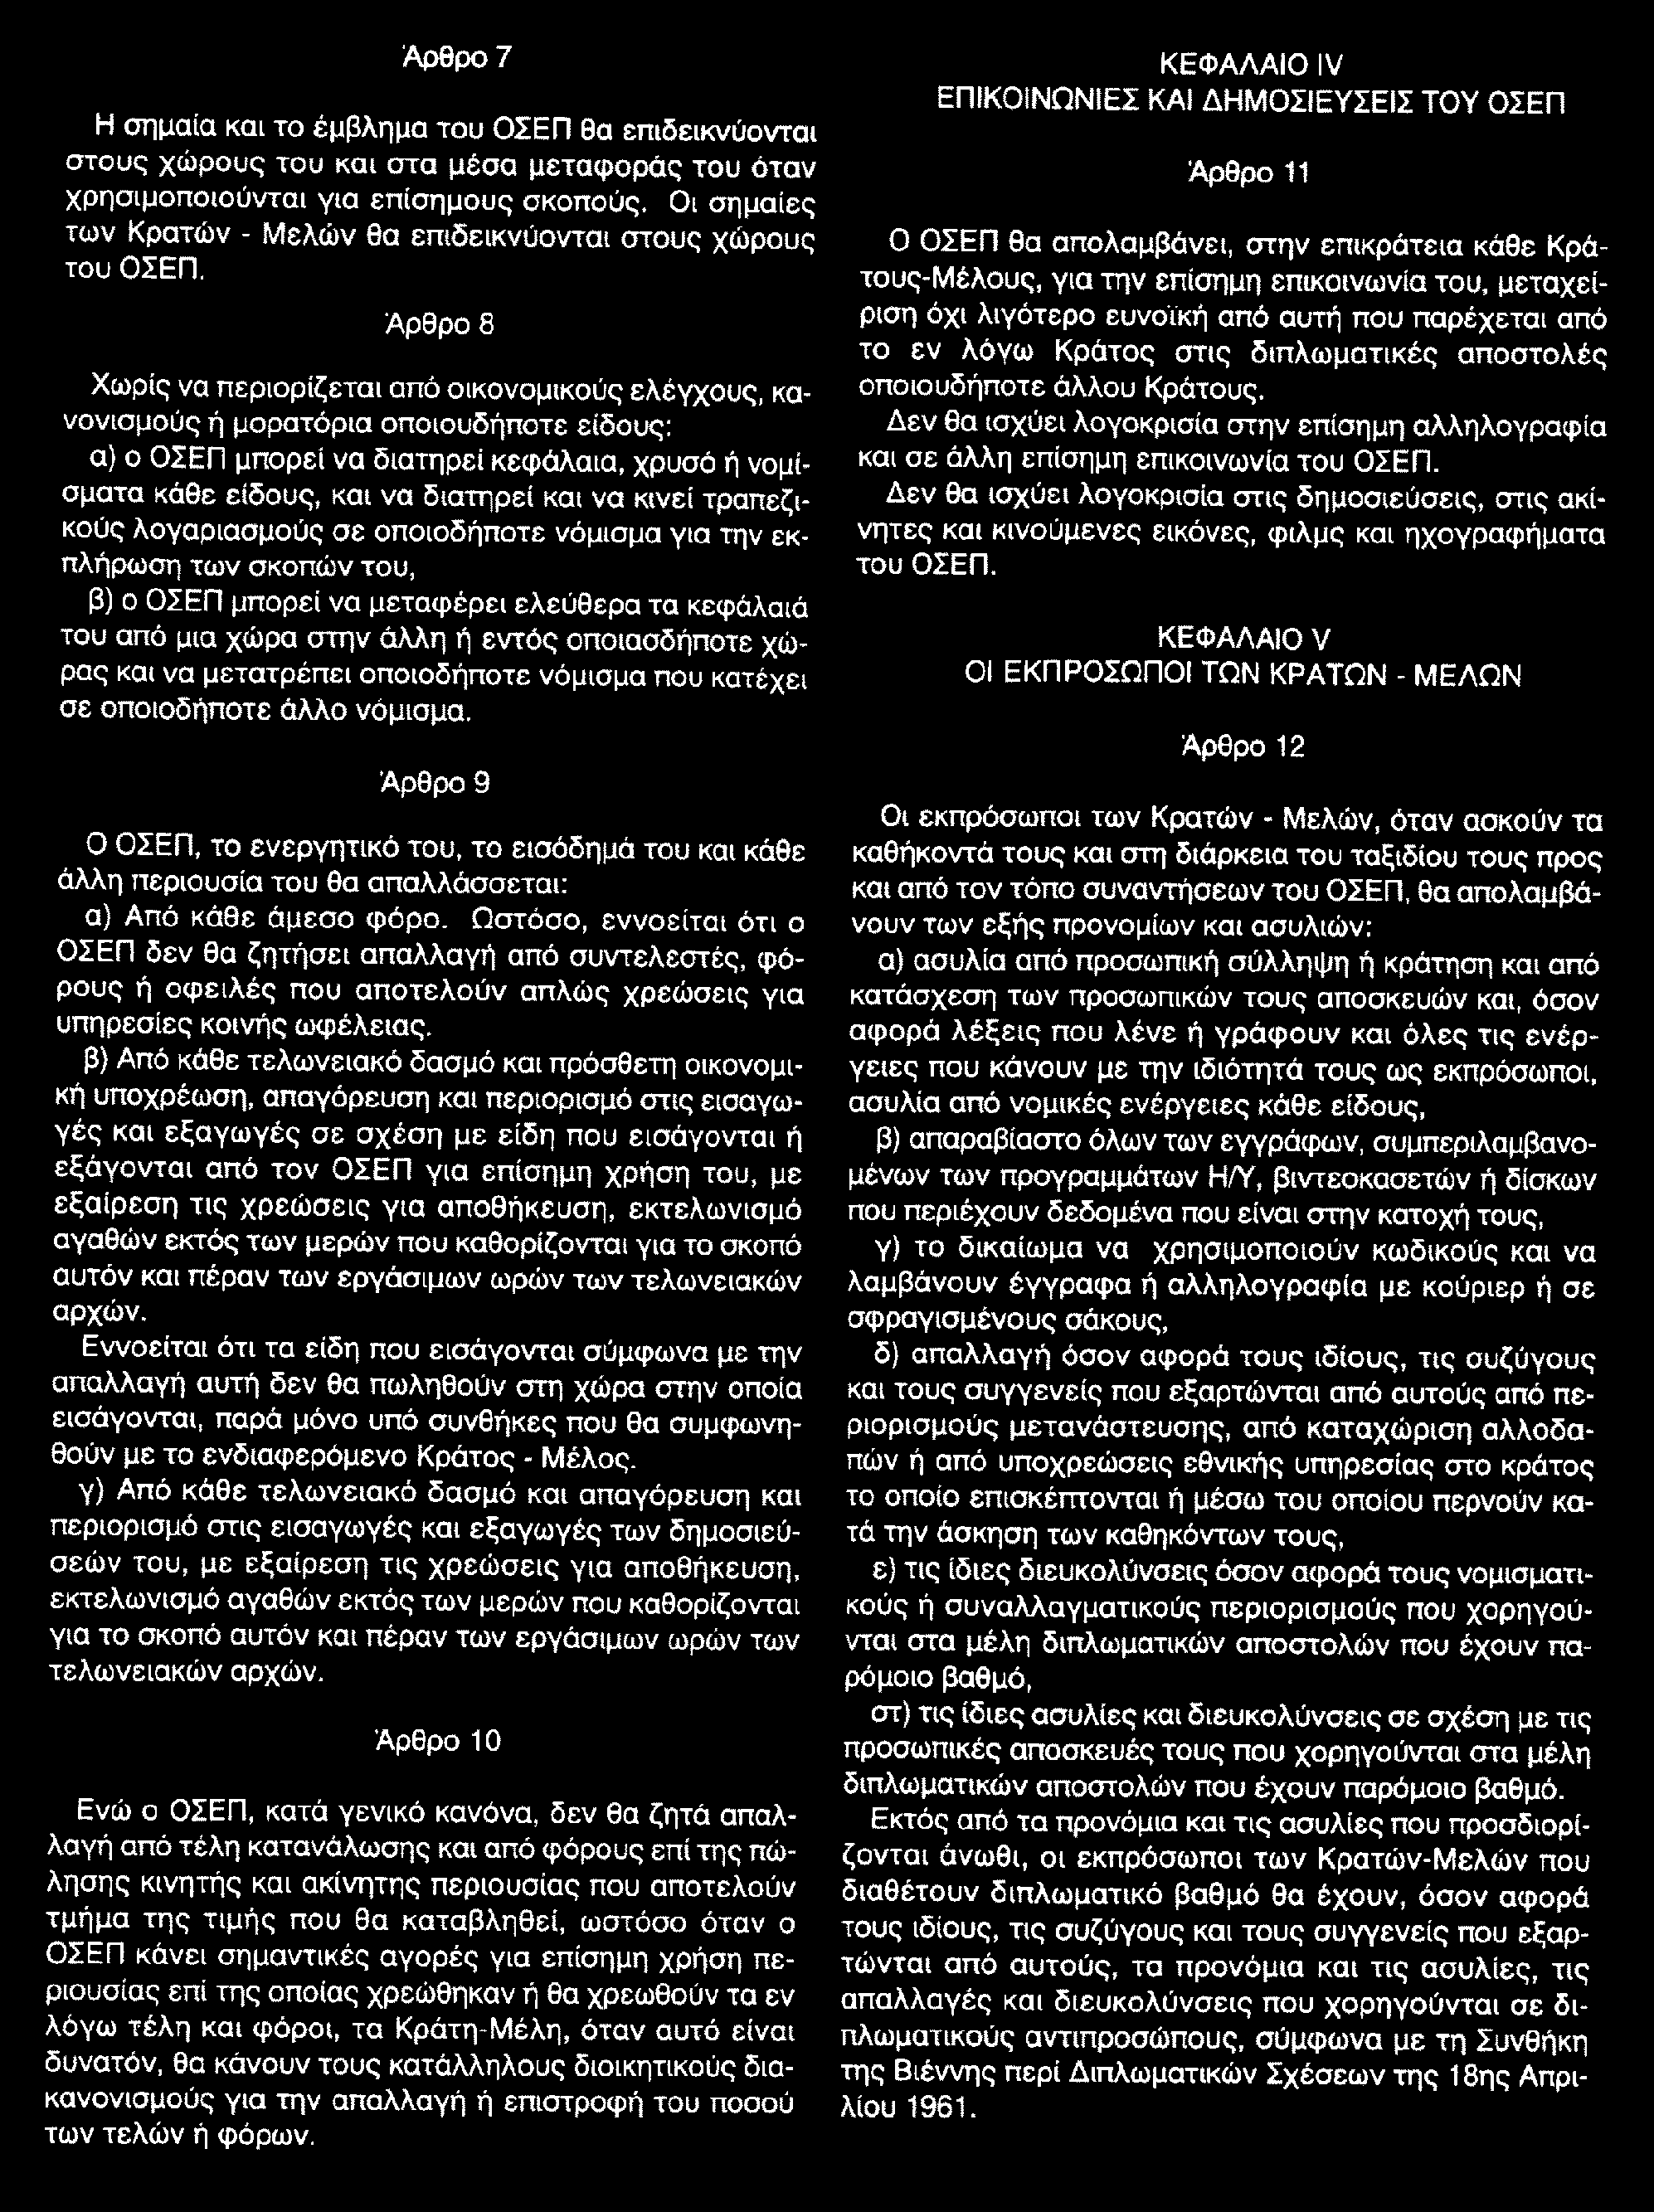 Άρθρο 7
Η σημαία και το έμβλημα του ΟΣΕΠ θα επιδεικνύονται
στους χώρους του και στα μέσα μεταφοράς του όταν
χρησιμοποιούνται για επίσημους σκοπούς. Οι σημαίες
των Κρατών - Μελών θα επιδεικνύονται στους χώρους
του ΟΣΕΠ.
Άρθρο 8
Χωρίς να περιορίζεται από οικονομικούς ελέγχους, κα-
νονισμούς ή μορατόρια οποιουδήποτε είδους:
α) ο ΟΣΕΠ μπορεί να διατηρεί κεφάλαια, χρυσό ή νομί-
σματα κάθε είδους, και να διατηρεί και να κινεί τραπεζι-
κούς λογαριασμούς σε οποιοδήποτε νόμισμα για την εκ-
πλήρωση των σκοπών του,
β) ο ΟΣΕΠ μπορεί να μεταφέρει ελεύθερα τα κεφάλαιά
του από μια χώρα στην άλλη ή εντός οποιασδήποτε χώ-
ρας και να μετατρέπει οποιοδήποτε νόμισμα που κατέχει
σε οποιοδήποτε άλλο νόμισμα.
Άρθρο 9
Ο ΟΣΕΠ, το ενεργητικό του, το εισόδημά του και κάθε
άλλη περιουσία του θα απαλλάσσεται:
α) Από κάθε άμεσο φόρο. Ωστόσο, εννοείται ότι ο
ΟΣΕΠ δεν θα ζητήσει απαλλαγή από συντελεστές, φό-
ρους ή οφειλές που αποτελούν απλώς χρεώσεις για
υπηρεσίες κοινής ωφέλειας.
β) Από κάθε τελωνειακό δασμό και πρόσθετη οικονομι-
κή υποχρέωση, απαγόρευση και περιορισμό στις εισαγω-
γές και εξαγωγές σε σχέση με είδη που εισάγονται ή
εξάγονται από τον ΟΣΕΠ για επίσημη χρήση του, με
εξαίρεση τις χρεώσεις για αποθήκευση, εκτελωνισμό
αγαθών εκτός των μερών που καθορίζονται για το σκοπό
αυτόν και πέραν των εργάσιμων ωρών των τελωνειακών
αρχών.
Εννοείται ότι τα είδη που εισάγονται σύμφωνα με την
απαλλαγή αυτή δεν θα πωληθούν στη χώρα στην οποία
εισάγονται, παρά μόνο υπό συνθήκες που θα συμφωνη-
θούν με το ενδιαφερόμενο Κράτος - Μέλος.
γ) Από κάθε τελωνειακό δασμό και απαγόρευση και
περιορισμό στις εισαγωγές και εξαγωγές των δημοσιεύ-
σεών του, με εξαίρεση τις χρεώσεις για αποθήκευση,
εκτελωνισμό αγαθών εκτός των μερών που καθορίζονται
για το σκοπό αυτόν και πέραν των εργάσιμων ωρών των
τελωνειακών αρχών.
Άρθρο 10
Ενώ ο ΟΣΕΠ, κατά γενικό κανόνα, δεν θα ζητά απαλ-
λαγή από τέλη κατανάλωσης και από φόρους επί της πώ-
λησης κινητής και ακίνητης περιουσίας που αποτελούν
τμήμα της τιμής που θα καταβληθεί, ωστόσο όταν ο
ΟΣΕΠ κάνει σημαντικές αγορές για επίσημη χρήση πε-
ριουσίας επί της οποίας χρεώθηκαν ή θα χρεωθούν τα εν
λόγω τέλη και φόροι, τα Κράτη-Μέλη, όταν αυτό είναι
δυνατόν, θα κάνουν τους κατάλληλους διοικητικούς δια-
κανονισμούς για την απαλλαγή ή επιστροφή του ποσού
των τελών ή φόρων.
ΚΕΦΑΛΑΙΟ IV
ΕΠΙΚΟΙΝΩΝΙΕΣ ΚΑΙ ΔΗΜΟΣΙΕΥΣΕΙΣ ΤΟΥ ΟΣΕΠ
Άρθρο 11
Ο ΟΣΕΠ θα απολαμβάνει, στην επικράτεια κάθε Κρά-
τους-Μέλους, για την επίσημη επικοινωνία του, μεταχεί-
ριση όχι λιγότερο ευνοϊκή από αυτή που παρέχεται από
το εν λόγω Κράτος στις διπλωματικές αποστολές
οποιουδήποτε άλλου Κράτους.
Δεν θα ισχύει λογοκρισία στην επίσημη αλληλογραφία
και σε άλλη επίσημη επικοινωνία του ΟΣΕΠ.
Δεν θα ισχύει λογοκρισία στις δημοσιεύσεις, στις ακί-
νητες και κινούμενες εικόνες, φιλμς και ηχογραφήματα
του ΟΣΕΠ.
ΚΕΦΑΛΑΙΟ V
ΟΙ ΕΚΠΡΟΣΩΠΟΙ ΤΩΝ ΚΡΑΤΩΝ - ΜΕΛΩΝ
Άρθρο 12
Οι εκπρόσωποι των Κρατών - Μελών, όταν ασκούν τα
καθήκοντά τους και στη διάρκεια του ταξιδίου τους προς
και από τον τόπο συναντήσεων του ΟΣΕΠ, θα απολαμβά-
νουν των εξής προνομίων και ασυλιών:
α) ασυλία από προσωπική σύλληψη ή κράτηση και από
κατάσχεση των προσωπικών τους αποσκευών και, όσον
αφορά λέξεις που λένε ή γράφουν και όλες τις ενέρ-
γειες που κάνουν με την ιδιότητά τους ως εκπρόσωποι,
ασυλία από νομικές ενέργειες κάθε είδους,
β) απαραβίαστο όλων των εγγράφων, συμπεριλαμβανο-
μένων των προγραμμάτων Η/Υ, βιντεοκασετών ή δίσκων
που περιέχουν δεδομένα που είναι στην κατοχή τους,
γ) το δικαίωμα να χρησιμοποιούν κωδικούς και να
λαμβάνουν έγγραφα ή αλληλογραφία με κούριερ ή σε
σφραγισμένους σάκους,
δ) απαλλαγή όσον αφορά τους ιδίους, τις συζύγους
και τους συγγενείς που εξαρτώνται από αυτούς από πε-
ριορισμούς μετανάστευσης, από καταχώριση αλλοδα-
πών ή από υποχρεώσεις εθνικής υπηρεσίας στο κράτος
το οποίο επισκέπτονται ή μέσω του οποίου περνούν κα-
τά την άσκηση των καθηκόντων τους,
ε) τις ίδιες διευκολύνσεις όσον αφορά τους νομισματι-
κούς ή συναλλαγματικούς περιορισμούς που χορηγού-
νται στα μέλη διπλωματικών αποστολών που έχουν πα-
ρόμοιο βαθμό,
στ) τις ίδιες ασυλίες και διευκολύνσεις σε σχέση με τις
προσωπικές αποσκευές τους που χορηγούνται στα μέλη
διπλωματικών αποστολών που έχουν παρόμοιο βαθμό.
Εκτός από τα προνόμια και τις ασυλίες που προσδιορί-
ζονται άνωθι, οι εκπρόσωποι των Κρατών-Μελών που
διαθέτουν διπλωματικό βαθμό θα έχουν, όσον αφορά
τους ιδίους, τις συζύγους και τους συγγενείς που εξαρ-
τώνται από αυτούς, τα προνόμια και τις ασυλίες, τις
απαλλαγές και διευκολύνσεις που χορηγούνται σε δι-
πλωματικούς αντιπροσώπους, σύμφωνα με τη Συνθήκη
της Βιέννης περί Διπλωματικών Σχέσεων της 18ης Απρι-
λίου 1961.